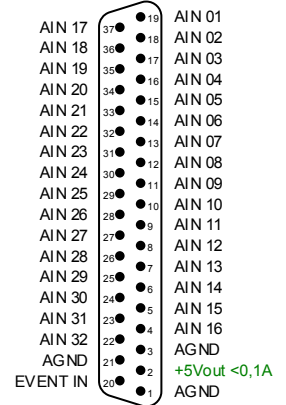 19 AIN 01
AIN 17 37
18 AIN 02
AIN 18 36
17 AIN 03
AIN 19 35
16 AIN 04
AIN 20 34
15 AIN 05
AIN 21 33
14 AIN 06
AIN 22 32
13 AIN 07
AIN 23 31
12 AIN 08
AIN 24 30
11 AIN 09
AIN 25 29
10 AIN 10
AIN 26 28
9 AIN 11
AIN 27 27
8 AIN 12
AIN 28 26
7 AIN 13
AIN 29 25
6 AIN 14
AIN 30 24
5 AIN 15
AIN 31 23
4 AIN 16
AIN 32 22
3 AGND
AGND 21
2 +5Vout <0,1A
EVENT IN 20
1 AGND